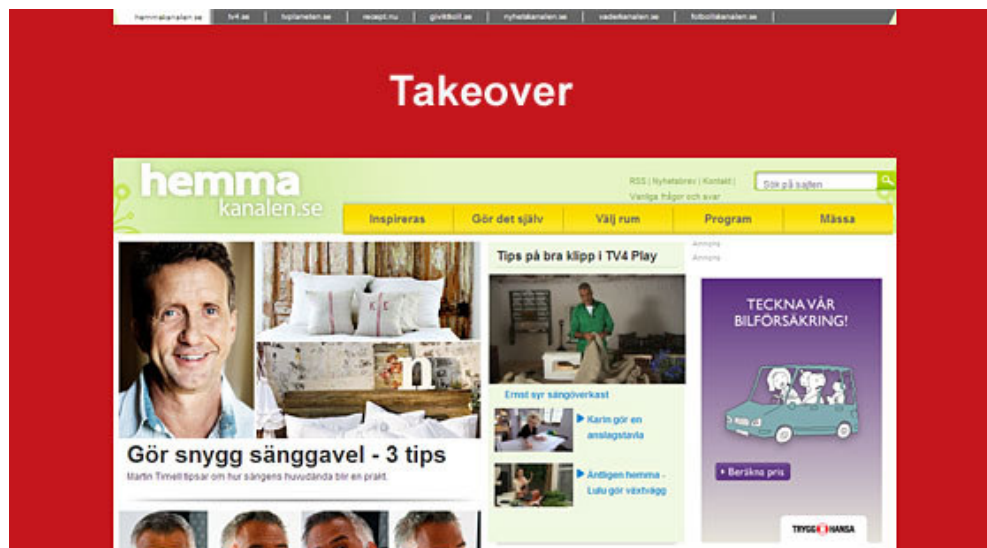 hemmakanalen.se
tv4.se
tvplaneten.se
recept.nu
giviktkoll.se
nyhetskanalen.se
vaderkanalen.se
fotbollskanalen.se
Takeover
hemma
kanalen.se
RSS | Nyhetsbrev | Kontakt |
Vanliga frågor och svar
Sök på sajten
Inspireras
Gör det själv
Välj rum
Program
Mässa
Gör snygg sänggavel - 3 tips
Martin Timell tipsar om hur sängens huvudända blir en prakt.
Tips på bra klipp i TV4 Play
Ernst syr sängöverkast
Karin gör en
anslagstavla
Äntligen hemma -
Lulu gör växtvägg
Annons
Annons
TECKNA VÅR
BILFÖRSÄKRING!
Beräkna pris
TRYGG HANSA